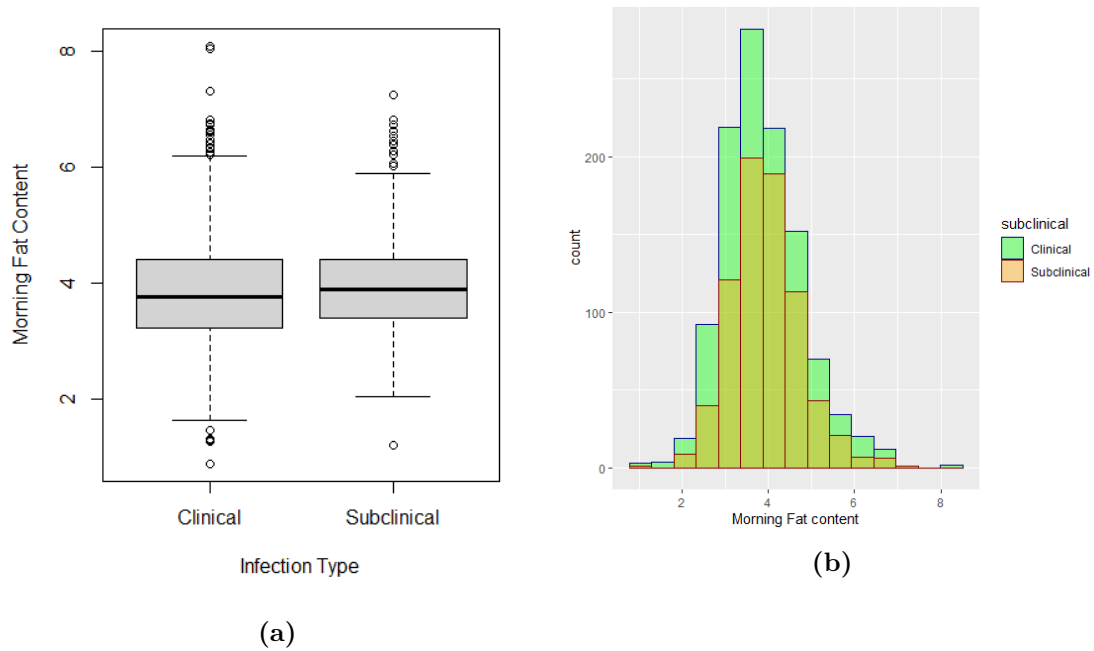 Morning Fat Content
8
6
4
2
Clinical Subclinical
Infection Type
(a)
count
200
100
0
2 4 6 8
Morning Fat content
subclinical
Clinical
Subclinical
(b)